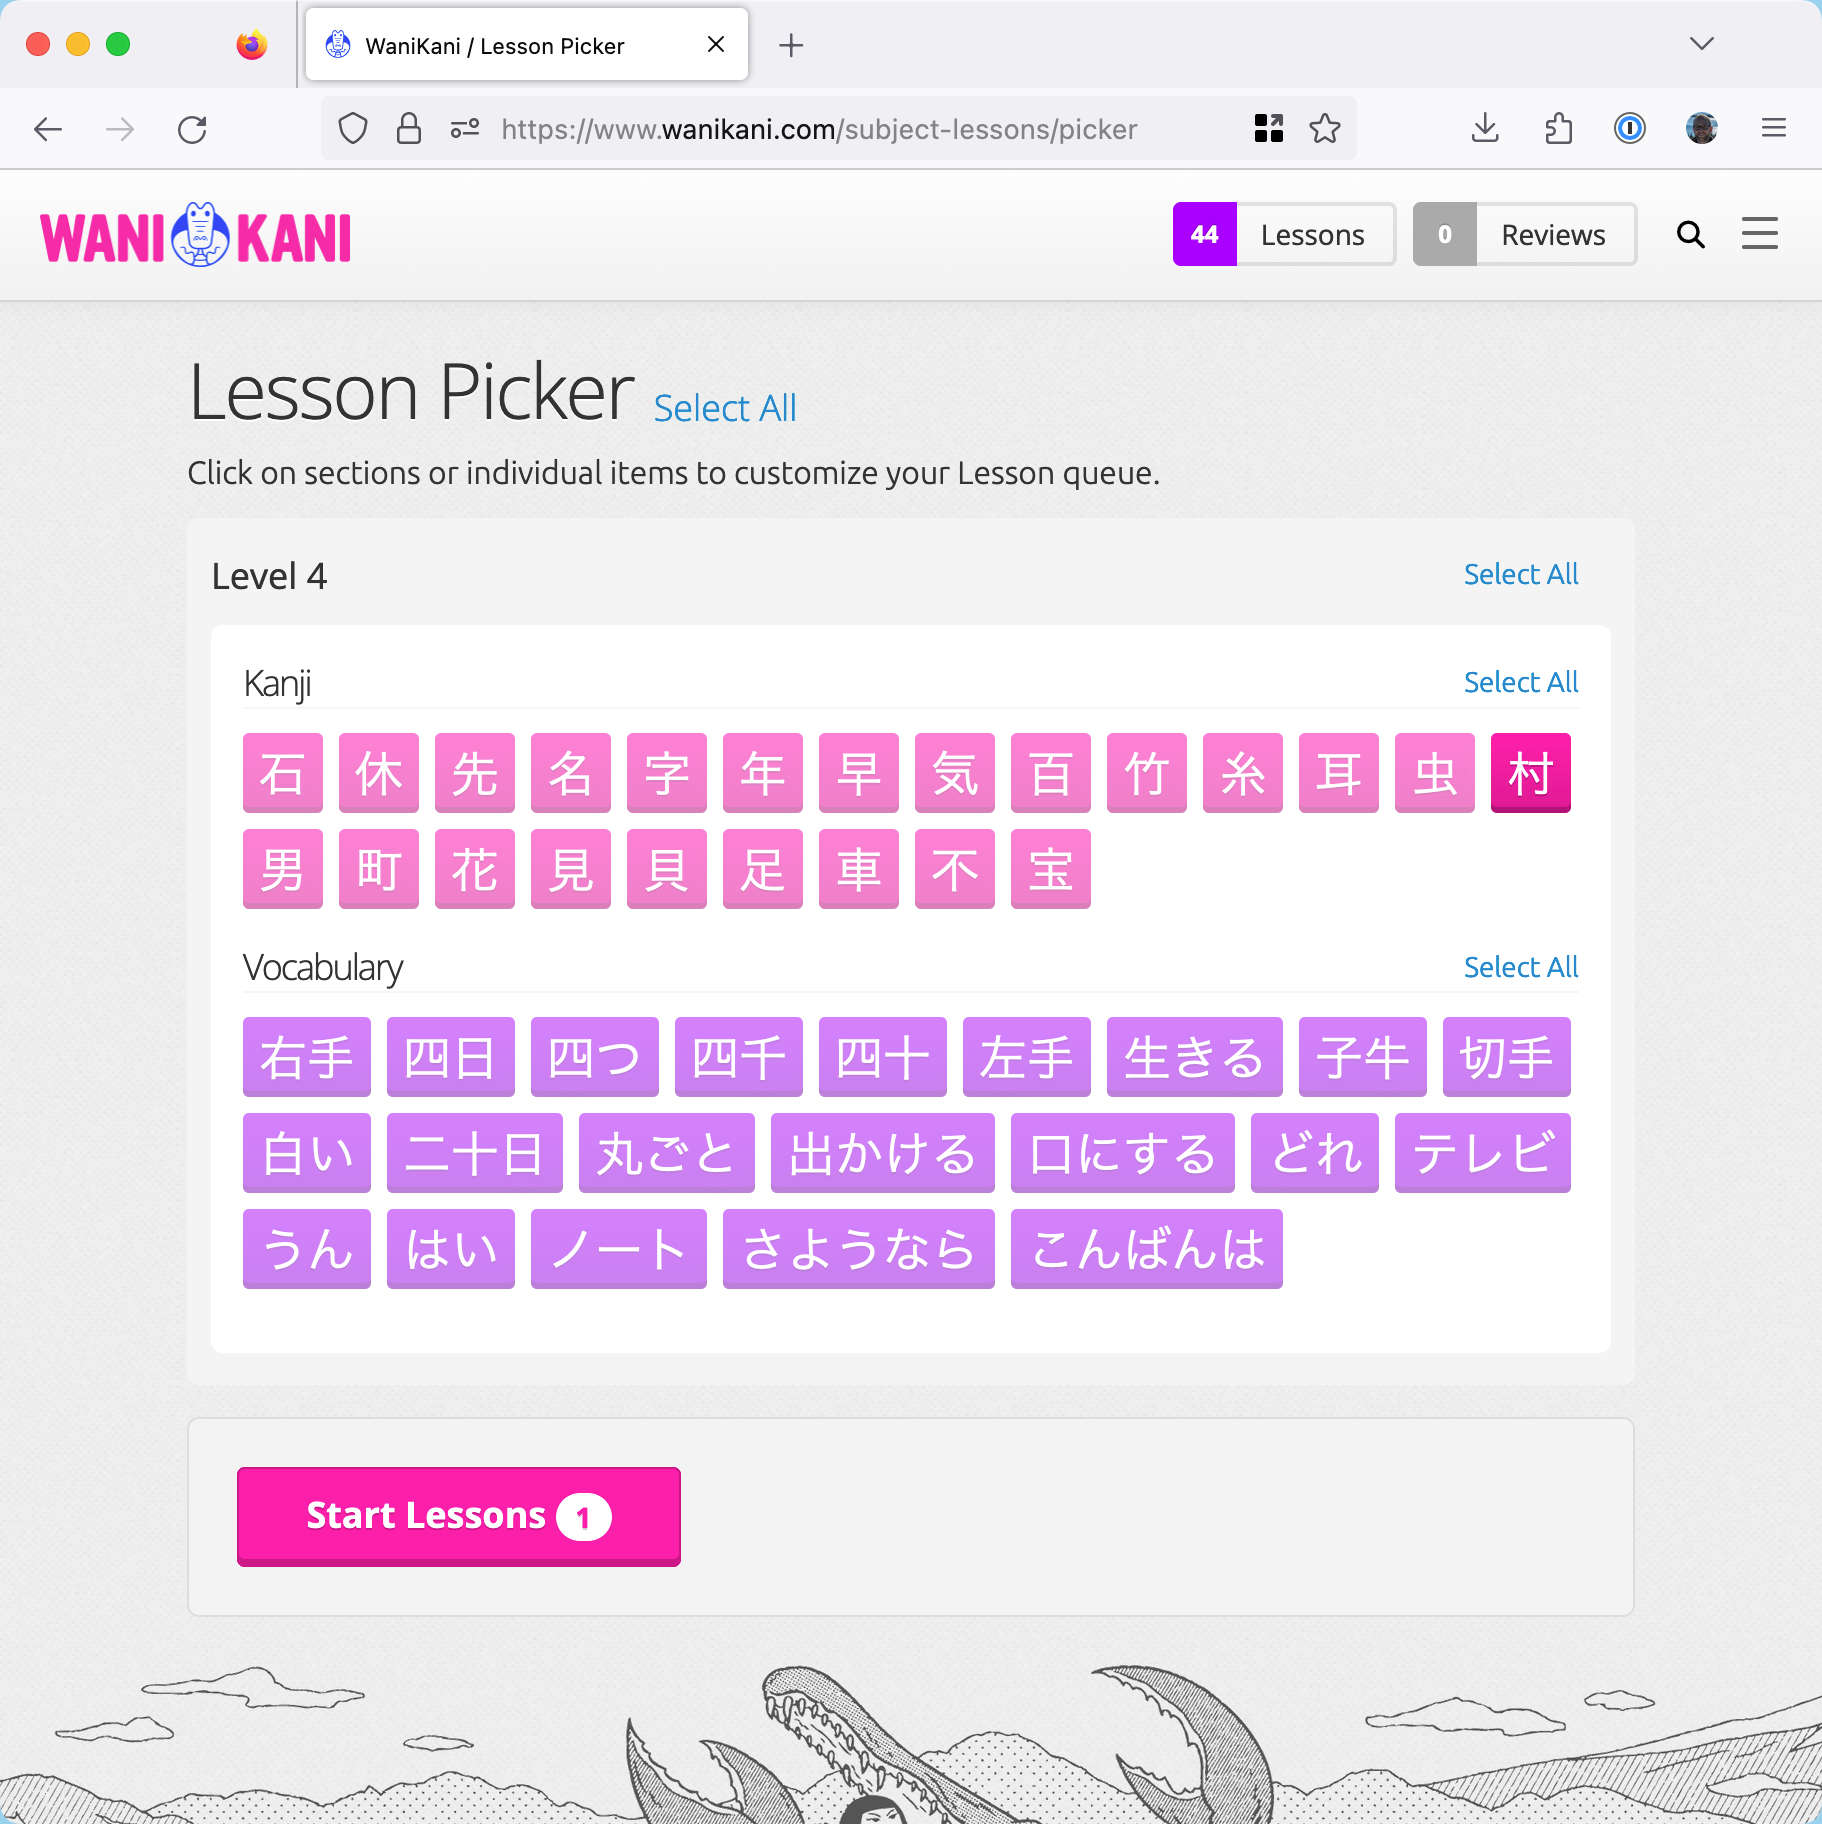 WaniKani / Lesson Picker
https://www.wanikani.com/subject-lessons/picker
WANI KANI
44 Lessons 0 Reviews
Lesson Picker Select All
Click on sections or individual items to customize your Lesson queue.
Level 4 Select All
Kanji Select All
石 休 先 名 字 年 早 気 百 竹 糸 耳 虫 村
男 町 花 見 貝 足 車 不 宝
Vocabulary Select All
右手 四日 四つ 四千 四十 左手 生きる 子牛 切手
白い 二十日 丸ごと 出かける 口にする どれ テレビ
うん はい ノート さようなら こんばんは
Start Lessons 1